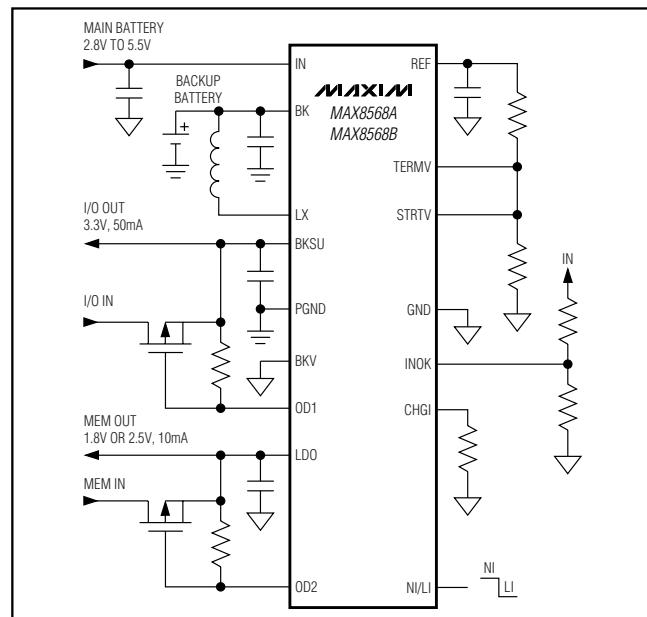 MAIN BATTERY
2.8V TO 5.5V
BACKUP
BATTERY
+
I/O OUT
3.3V, 50mA
I/O IN
MEM OUT
1.8V OR 2.5V, 10mA
MEM IN
IN
BK
LX
BKSU
PGND
BKV
OD1
LDO
OD2
MAXIM
MAX8568A
MAX8568B
REF
TERMV
STRTV
GND
INOK
CHGI
NI/LI
IN
NI
LI